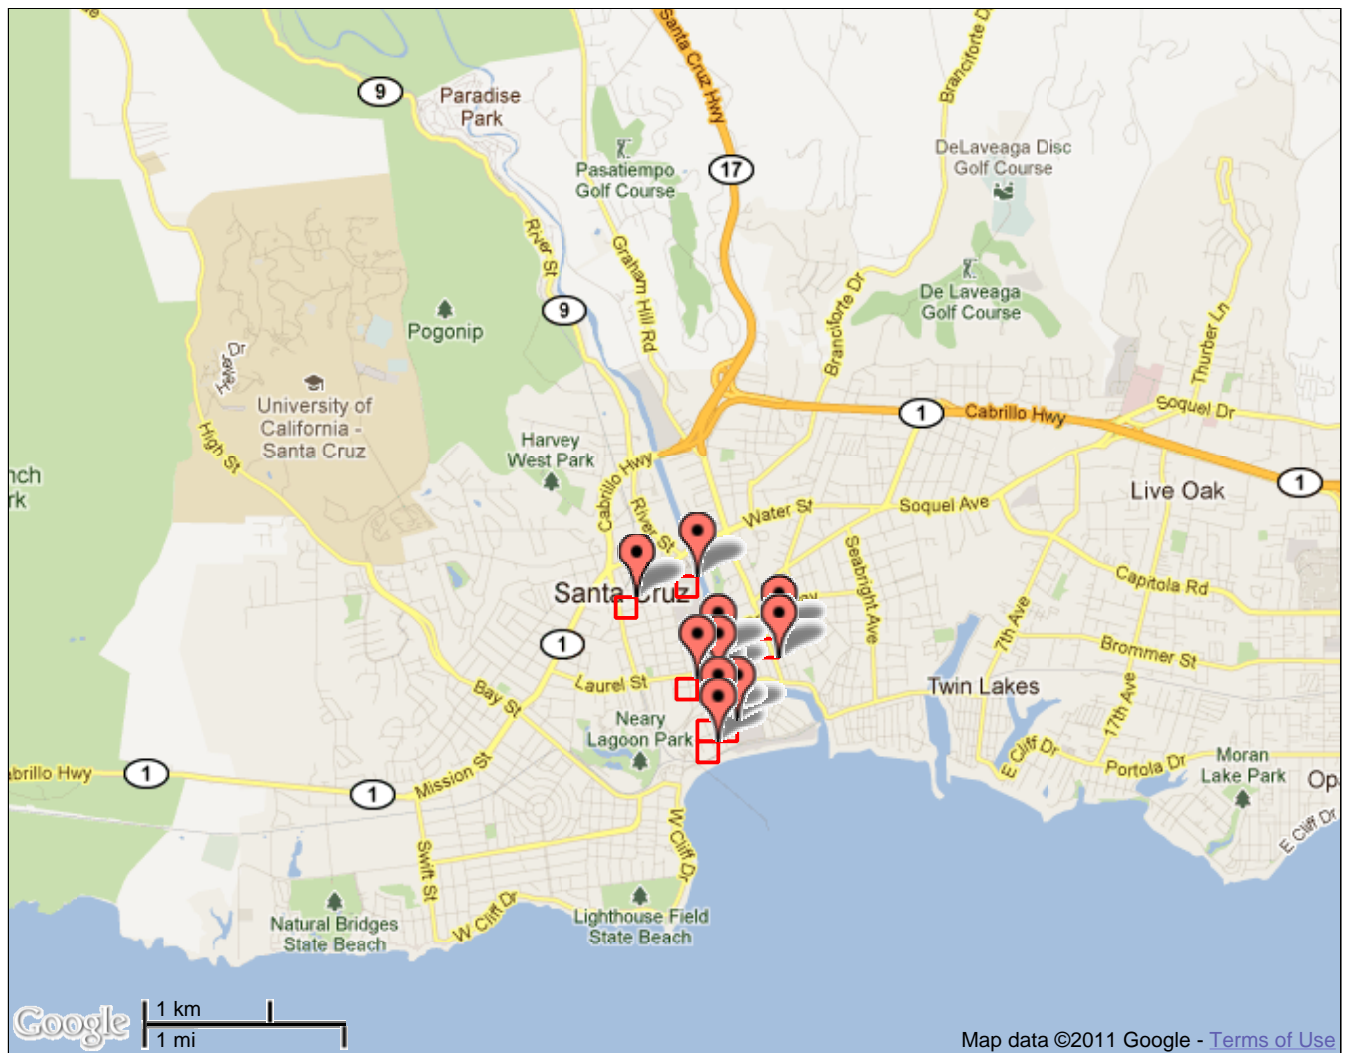 9
Paradise
Park
Santa Cruz Hwy
Branciforte D
17
Pasatiempo
Golf Course
DeLaveaga Disc
Golf Course
River St
Graham Hill Rd
9
Pogonip
De Laveaga
Golf Course
Branciforte Dr
Thurber Ln
Dr
University of
California -
Santa Cruz
High St
Harvey
West Park
Cabrillo Hwy
1
Cabrillo Hwy
Soquel Dr
nch
rk
River St
Water St
Soquel Ave
Live Oak
1
Santa Cruz
Seabright Ave
Capitola Rd
7th Ave
1
Brommer St
Laurel St
Bay St
Twin Lakes
17th Ave
Neary
Lagoon Park
E Cliff Dr
Portola Dr
Moran
Lake Park
abrillo Hwy
1
1
Mission St
Op
E Cliff Dr
Swift St
W Cliff Dr
W Cliff Dr
Natural Bridges
State Beach
Lighthouse Field
State Beach
Google
1 km
1 mi
Map data ©2011 Google - Terms of Use